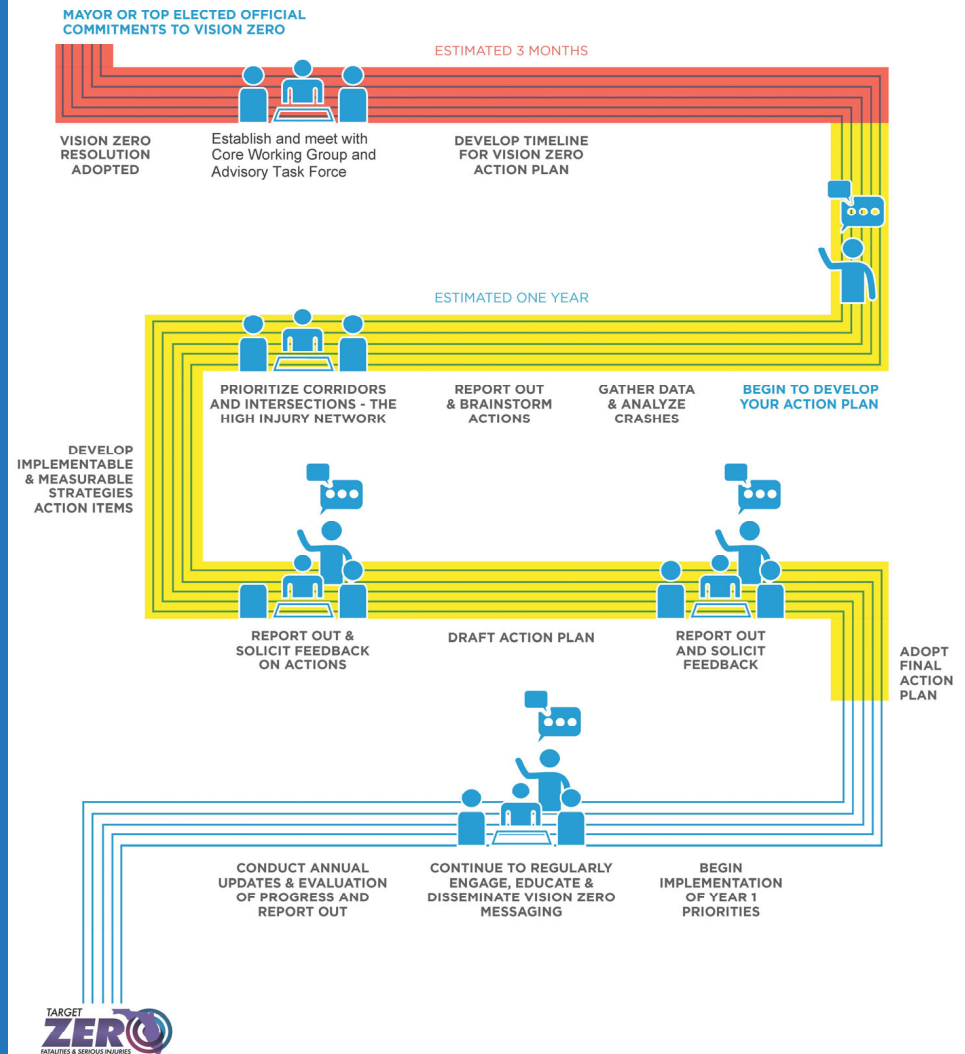 MAYOR OR TOP ELECTED OFFICIAL
COMMITMENTS TO VISION ZERO
ESTIMATED 3 MONTHS
VISION ZERO
RESOLUTION
ADOPTED
Establish and meet with
Core Working Group and
Advisory Task Force
DEVELOP TIMELINE
FOR VISION ZERO
ACTION PLAN
ESTIMATED ONE YEAR
BEGIN TO DEVELOP
YOUR ACTION PLAN
GATHER DATA
& ANALYZE
CRASHES
REPORT OUT
& BRAINSTORM
ACTIONS
PRIORITIZE CORRIDORS
AND INTERSECTIONS - THE
HIGH INJURY NETWORK
DEVELOP
IMPLEMENTABLE
& MEASURABLE
STRATEGIES
ACTION ITEMS
REPORT OUT &
SOLICIT FEEDBACK
ON ACTIONS
DRAFT ACTION PLAN
REPORT OUT
AND SOLICIT
FEEDBACK
ADOPT
FINAL
ACTION
PLAN
BEGIN
IMPLEMENTATION
OF YEAR 1
PRIORITIES
CONTINUE TO REGULARLY
ENGAGE, EDUCATE &
DISSEMINATE VISION ZERO
MESSAGING
CONDUCT ANNUAL
UPDATES & EVALUATION
OF PROGRESS AND
REPORT OUT
TARGET
ZERO
FATALITIES & SERIOUS INJURIES